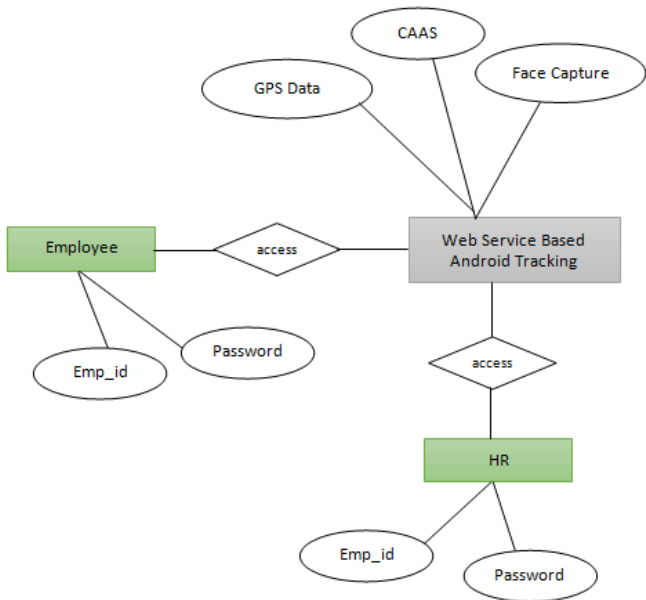 CAAS
Face Capture
GPS Data
Web Service Based
Android Tracking
Employee
access
Password
Emp_id
access
HR
Emp_id
Password